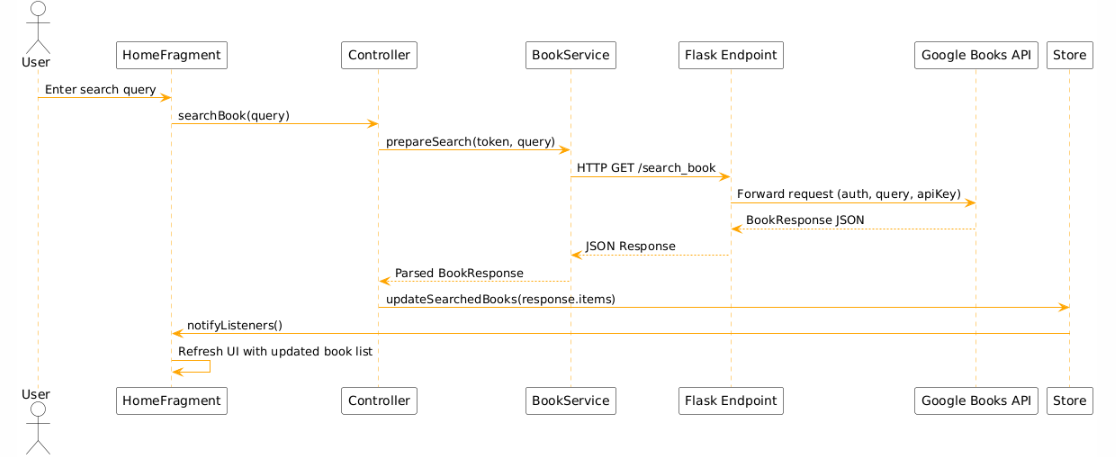 User
HomeFragment
Controller
BookService
Flask Endpoint
Google Books API
Store
Enter search query
searchBook(query)
prepareSearch(token, query)
HTTP GET /search_book
Forward request (auth, query, apiKey)
BookResponse JSON
JSON Response
Parsed BookResponse
updateSearchedBooks(response.items)
notifyListeners()
Refresh UI with updated book list
User
HomeFragment
Controller
BookService
Flask Endpoint
Google Books API
Store